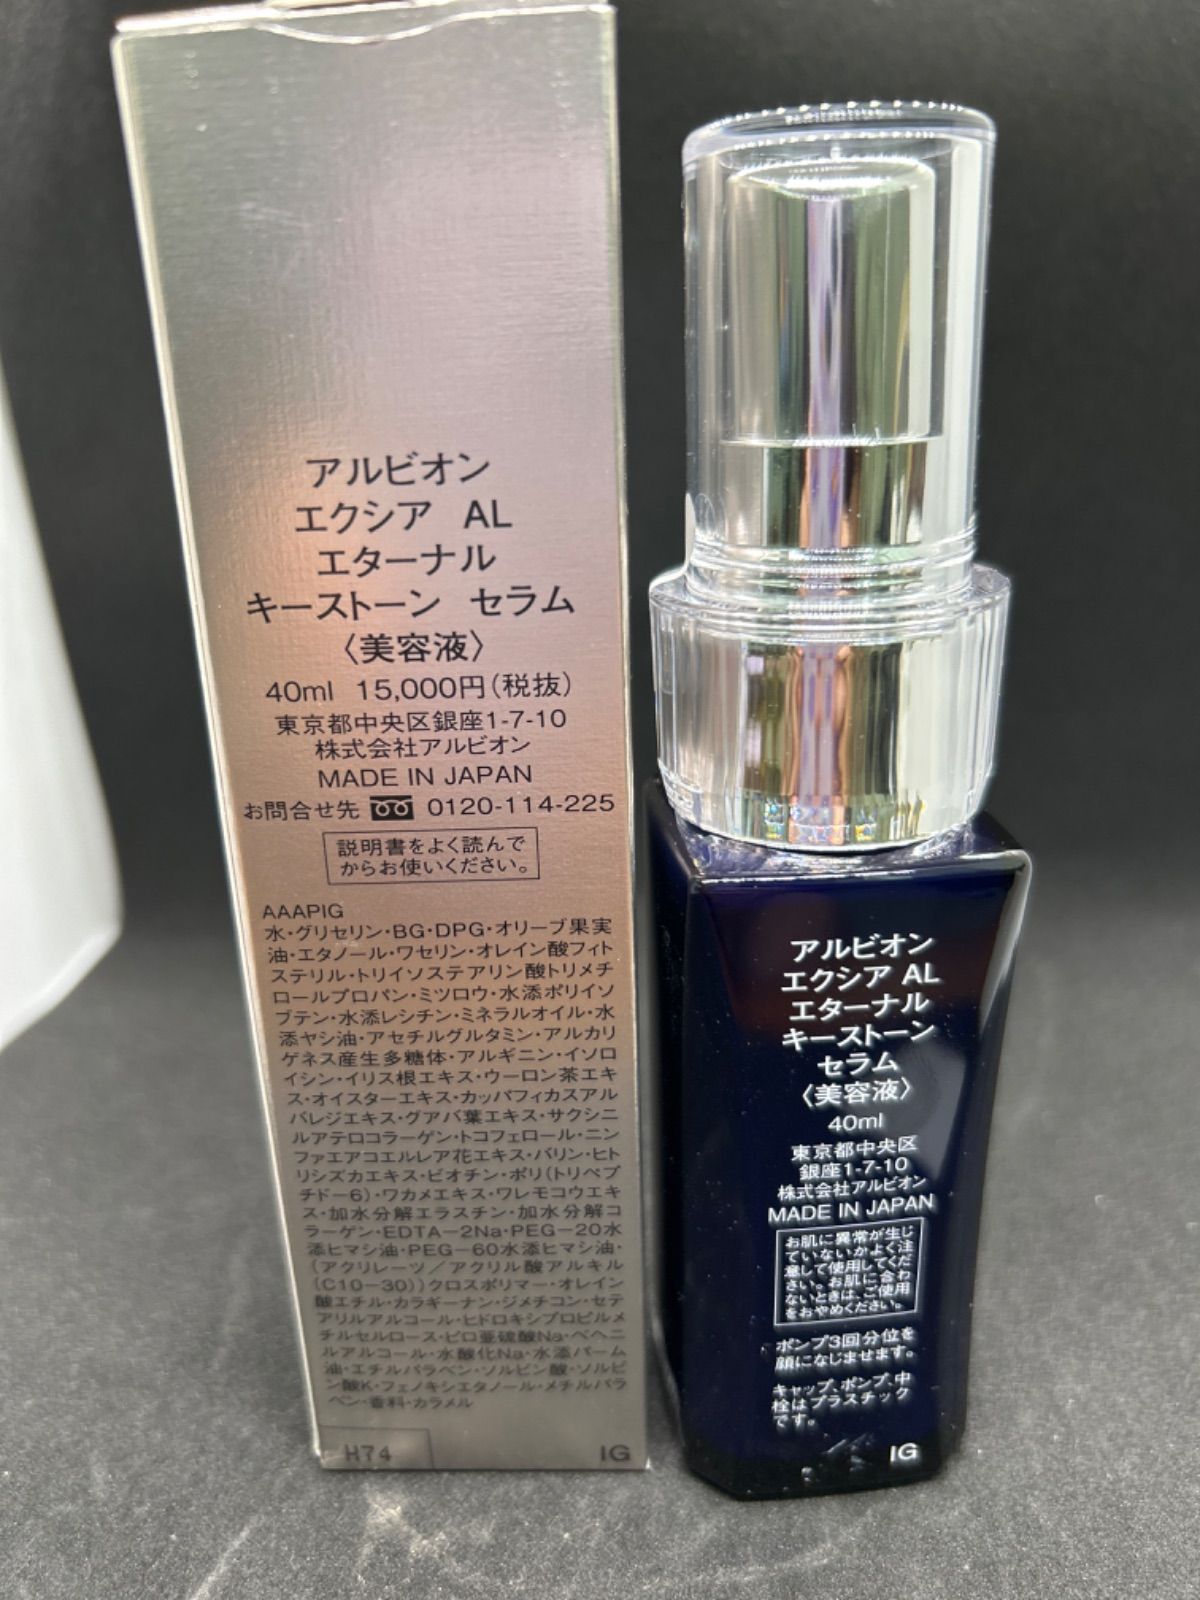 アルビオン
エクシア AL
エターナル
キーストーン セラム
〈美容液〉
40ml 15,000円(税抜)
東京都中央区銀座1-7-10
株式会社アルビオン
MADE IN JAPAN
お問合せ先 0120-114-225
説明書をよく読んで
からお使いください。
AAAPIG
水・グリセリン・BG・DPG・オリーブ果実
油・エタノール・ワセリン・オレイン酸フィト
ステリル・トリイソステアリン酸トリメチ
ロールプロパン・ミツロウ・水添ポリイソ
ブテン・水添レシチン・ミネラルオイル・水
添ヤシ油・アセチルグルタミン・アルカリ
ゲネス産生多糖体・アルギニン・イソロ
イシン・イリス根エキス・ウーロン茶エキ
ス・オイスターエキス・カッパフィカスアル
バレジエキス・グアバ葉エキス・サクシニ
ルアテロコラーゲン・トコフェロール・ニン
ファエアコエルレア花エキス・バリン・ヒト
リシズカエキス・ビオチン・ポリ(トリペプ
チド-6)・ワカメエキス・ワレモコウエキ
ス・加水分解エラスチン・加水分解コ
ラーゲン・EDTA-2Na・PEG-20水
添ヒマシ油・PEG-60水添ヒマシ油・
(アクリレーツ/アクリル酸アルキル
(C10-30))クロスポリマー・オレイン
酸エチル・カラギーナン・ジメチコン・セテ
アリルアルコール・ヒドロキシプロピルメ
チルセルロース・ピロ亜硫酸Na・ベヘニ
ルアルコール・水酸化Na・水添パーム
油・エチルパラベン・ソルビン酸・ソルビ
ン酸K・フェノキシエタノール・メチルパラ
ベン・香料・カラメル
H74 IG
アルビオン
エクシア AL
エターナル
キーストーン
セラム
〈美容液〉
40ml
東京都中央区
銀座1-7-10
株式会社アルビオン
MADE IN JAPAN
お肌に異常が生じ
ていないかよく注
意して使用してくだ
さい。お肌に合わ
ないときは、ご使用
をおやめください。
ポンプ3回分位を
顔になじませます。
キャップ、ポンプ、中
栓はプラスチック
です。
IG